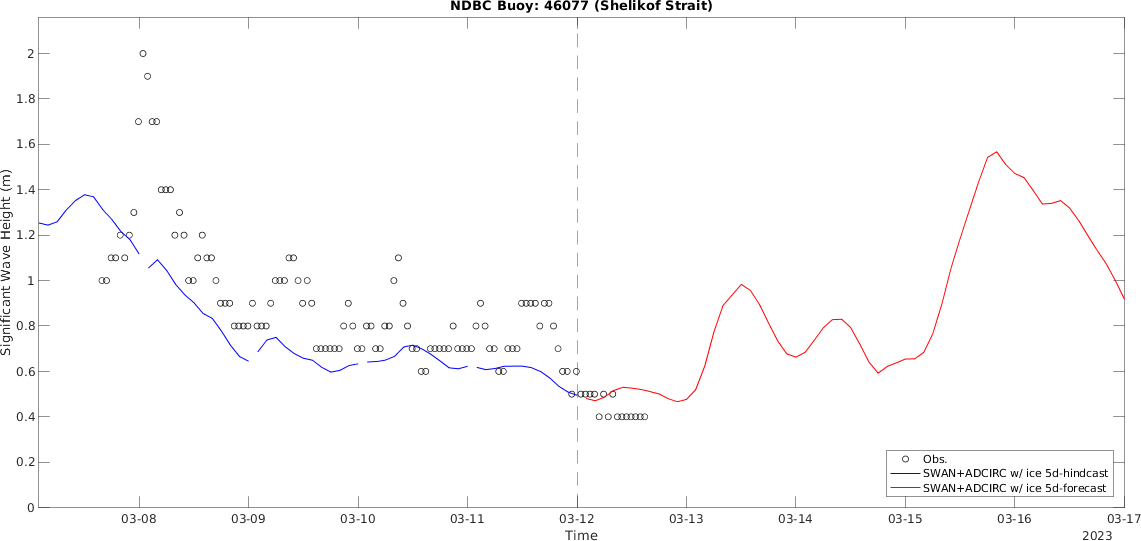 NDBC Buoy: 46077 (Shelikof Strait)
Significant Wave Height (m)
2
1.8
1.6
1.4
1.2
1
0.8
0.6
0.4
0.2
0
Obs.
SWAN+ADCIRC w/ ice 5d-hindcast
SWAN+ADCIRC w/ ice 5d-forecast
03-08 03-09 03-10 03-11 03-12 03-13 03-14 03-15 03-16 03-17
Time
2023